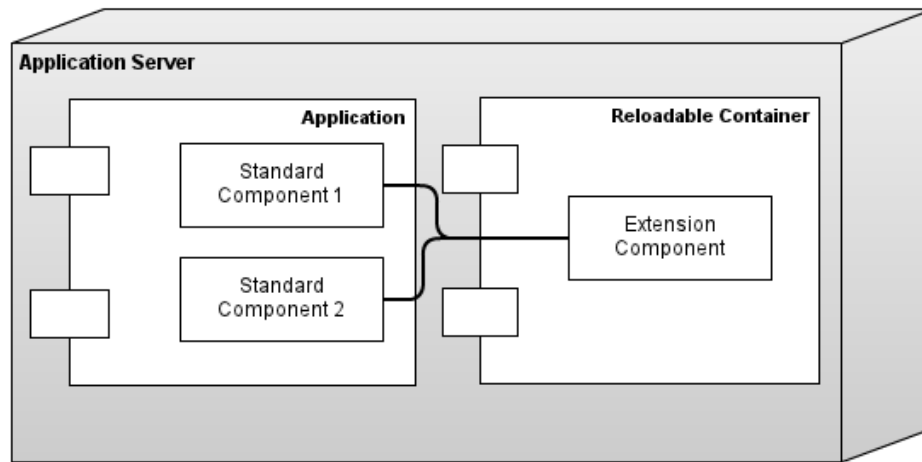 Application Server
Application
Standard
Component 1
Standard
Component 2
Reloadable Container
Extension
Component